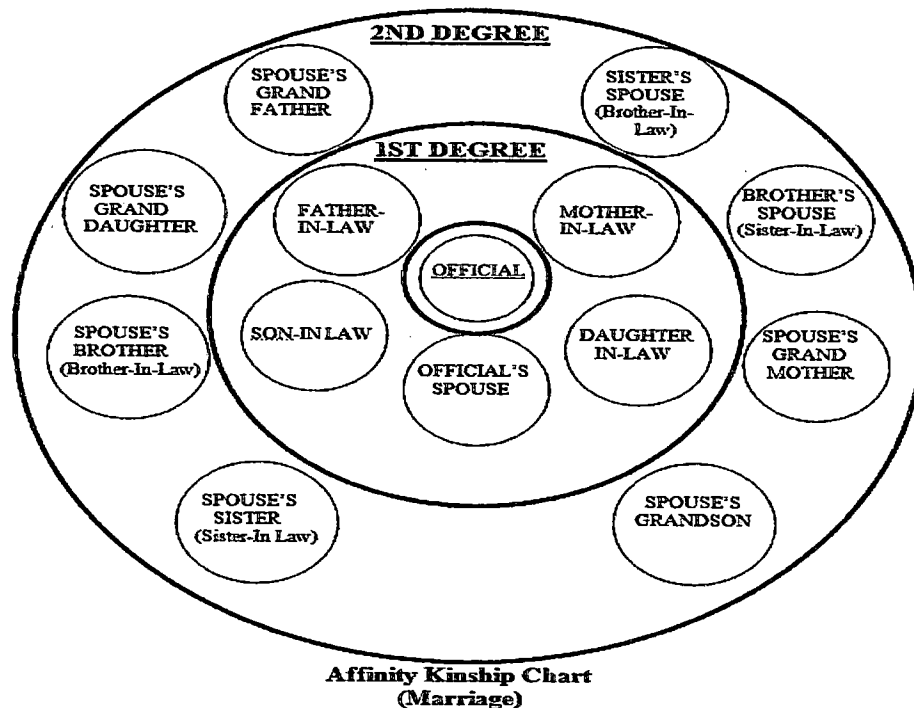 2ND DEGREE
SPOUSE'S
GRAND
FATHER
SISTER'S
SPOUSE
(Brother-In-
Law)
1ST DEGREE
SPOUSE'S
GRAND
DAUGHTER
FATHER-
IN-LAW
MOTHER-
IN-LAW
BROTHER'S
SPOUSE
(Sister-In-Law)
OFFICIAL
SPOUSE'S
BROTHER
(Brother-In-Law)
SON-IN LAW
OFFICIAL'S
SPOUSE
DAUGHTER
IN-LAW
SPOUSE'S
GRAND
MOTHER
SPOUSE'S
SISTER
(Sister-In Law)
SPOUSE'S
GRANDSON
Affinity Kinship Chart
(Marriage)